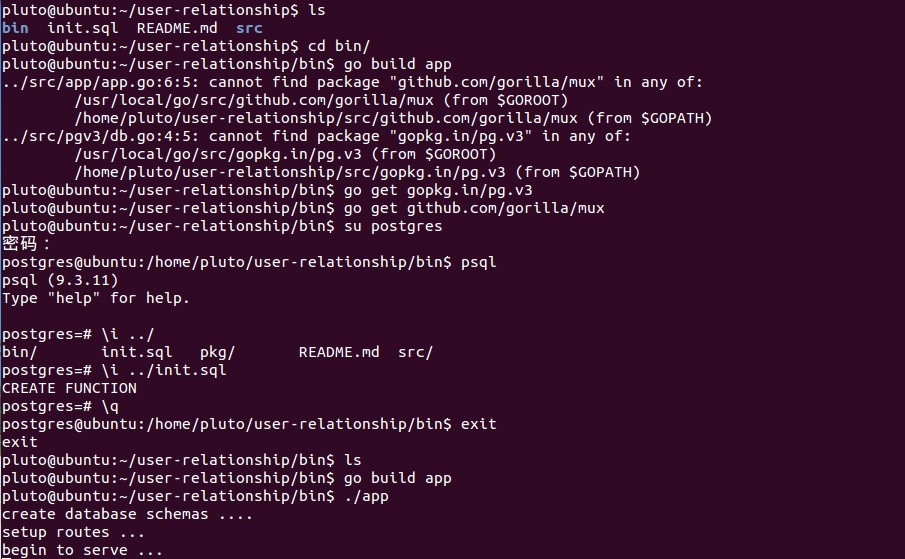 pluto@ubuntu:~/user-relationship$ ls
bin  init.sql  README.md  src
pluto@ubuntu:~/user-relationship$ cd bin/
pluto@ubuntu:~/user-relationship/bin$ go build app
../src/app/app.go:6:5: cannot find package "github.com/gorilla/mux" in any of:
        /usr/local/go/src/github.com/gorilla/mux (from $GOROOT)
        /home/pluto/user-relationship/src/github.com/gorilla/mux (from $GOPATH)
../src/pgv3/db.go:4:5: cannot find package "gopkg.in/pg.v3" in any of:
        /usr/local/go/src/gopkg.in/pg.v3 (from $GOROOT)
        /home/pluto/user-relationship/src/gopkg.in/pg.v3 (from $GOPATH)
pluto@ubuntu:~/user-relationship/bin$ go get gopkg.in/pg.v3
pluto@ubuntu:~/user-relationship/bin$ go get github.com/gorilla/mux
pluto@ubuntu:~/user-relationship/bin$ su postgres
密码：
postgres@ubuntu:/home/pluto/user-relationship/bin$ psql
psql (9.3.11)
Type "help" for help.

postgres=# \i ../
bin/       init.sql   pkg/       README.md  src/
postgres=# \i ../init.sql
CREATE FUNCTION
postgres=# \q
postgres@ubuntu:/home/pluto/user-relationship/bin$ exit
exit
pluto@ubuntu:~/user-relationship/bin$ ls
pluto@ubuntu:~/user-relationship/bin$ go build app
pluto@ubuntu:~/user-relationship/bin$ ./app
create database schemas ....
setup routes ...
begin to serve ...